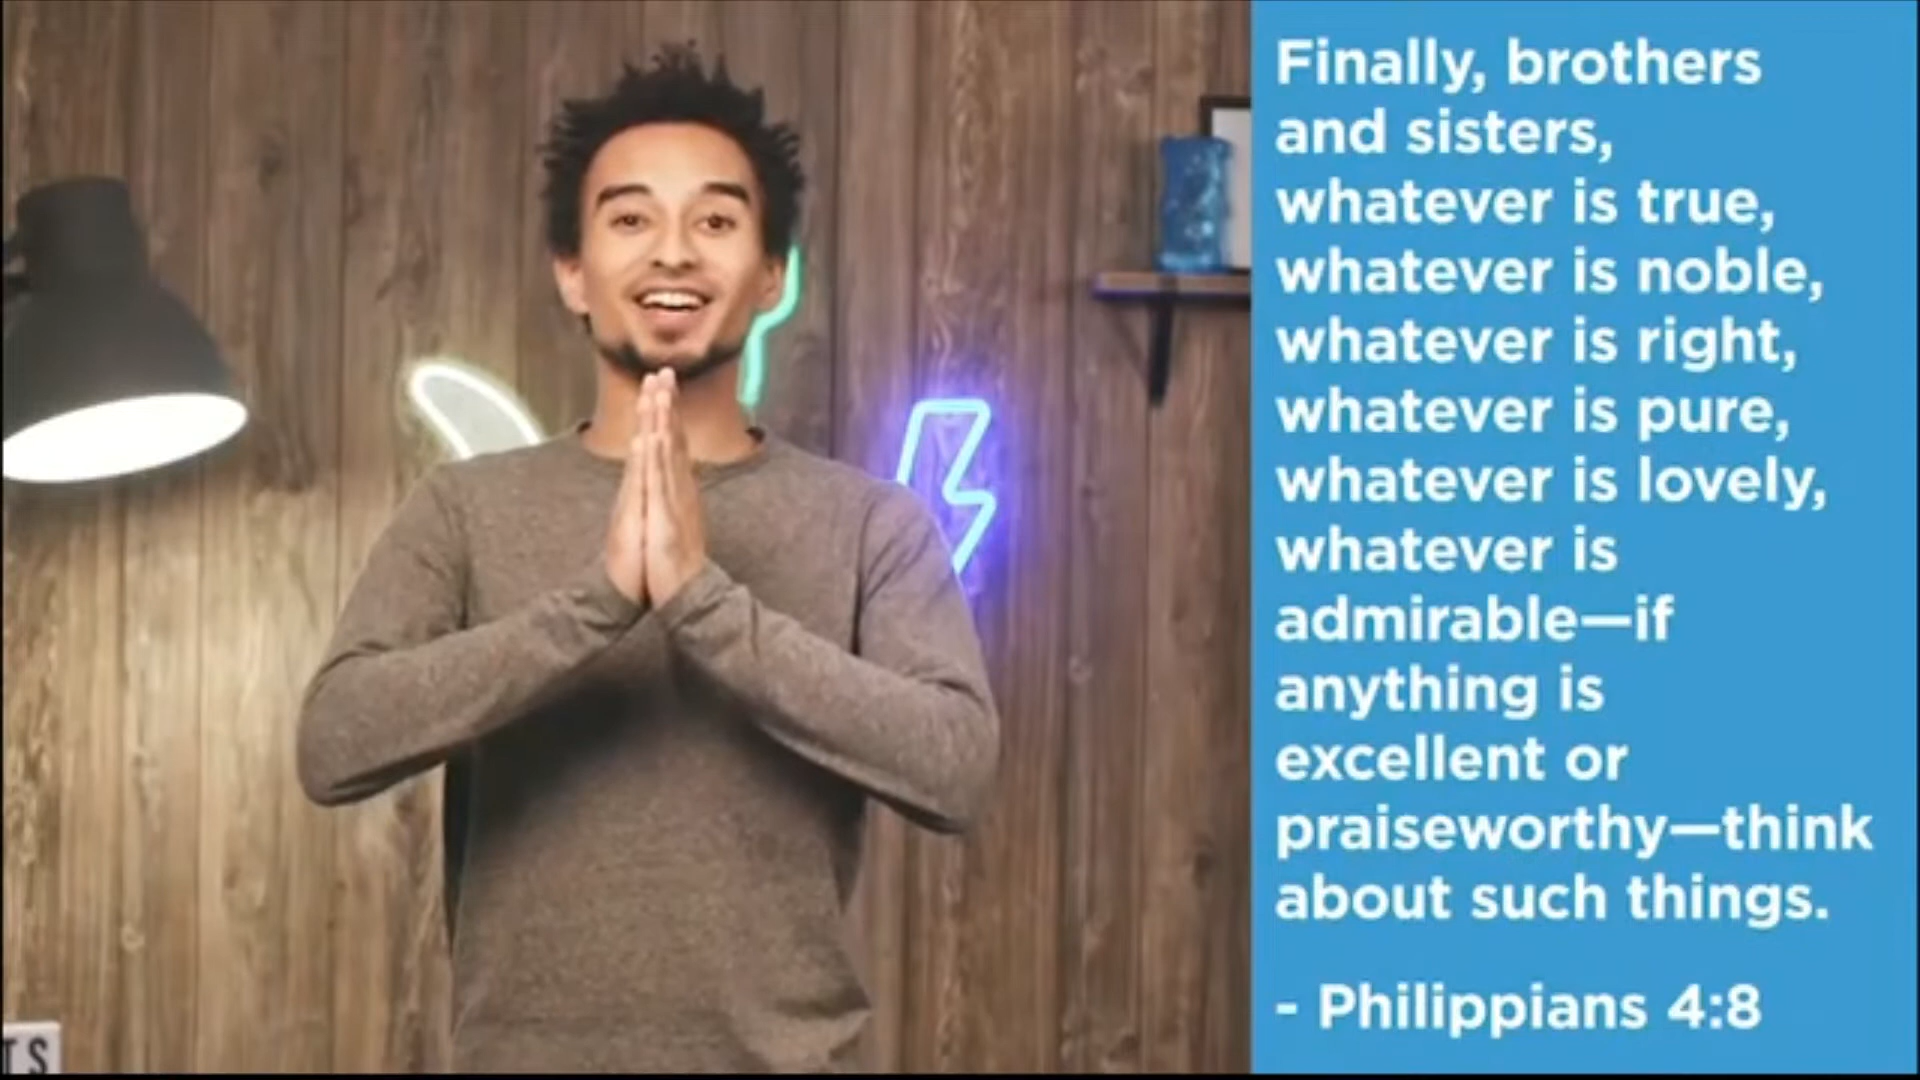 Finally, brothers
and sisters,
whatever is true,
whatever is noble,
whatever is right,
whatever is pure,
whatever is lovely,
whatever is
admirable—if
anything is
excellent or
praiseworthy—think
about such things.
- Philippians 4:8
TS